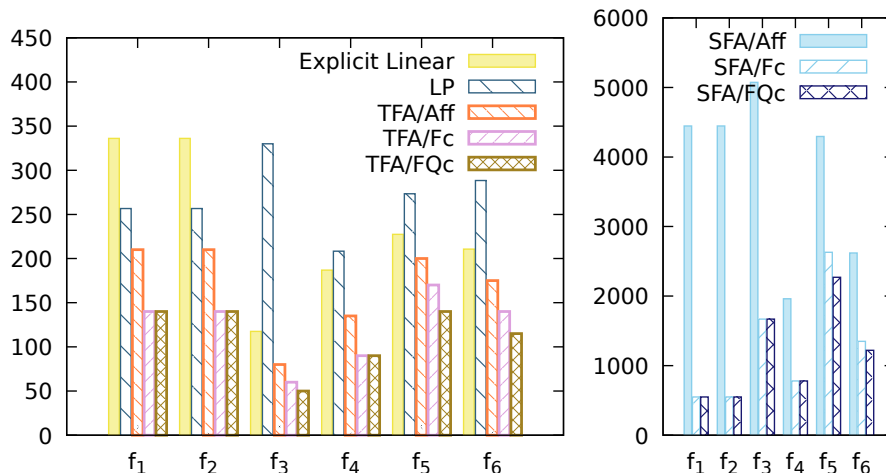 450
400
350
300
250
200
150
100
50
0
Explicit Linear
LP
TFA/Aff
TFA/Fc
TFA/FQc
f1 f2 f3 f4 f5 f6
6000
5000
4000
3000
2000
1000
0
SFA/Aff
SFA/Fc
SFA/FQc
f1 f2 f3 f4 f5 f6